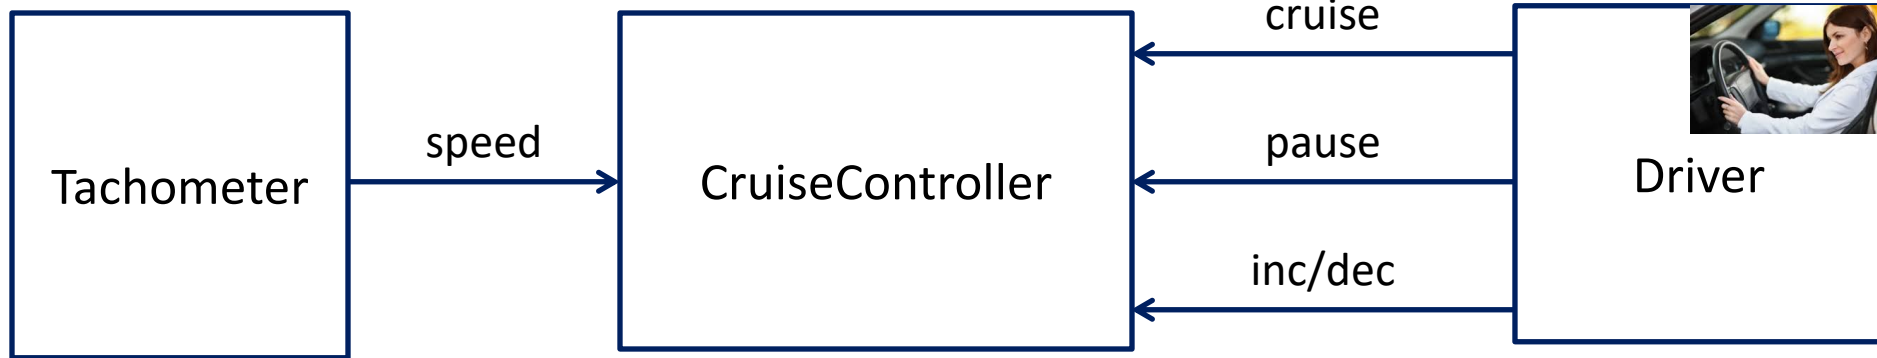 Tachometer
speed
CruiseController
cruise
pause
inc/dec
Driver